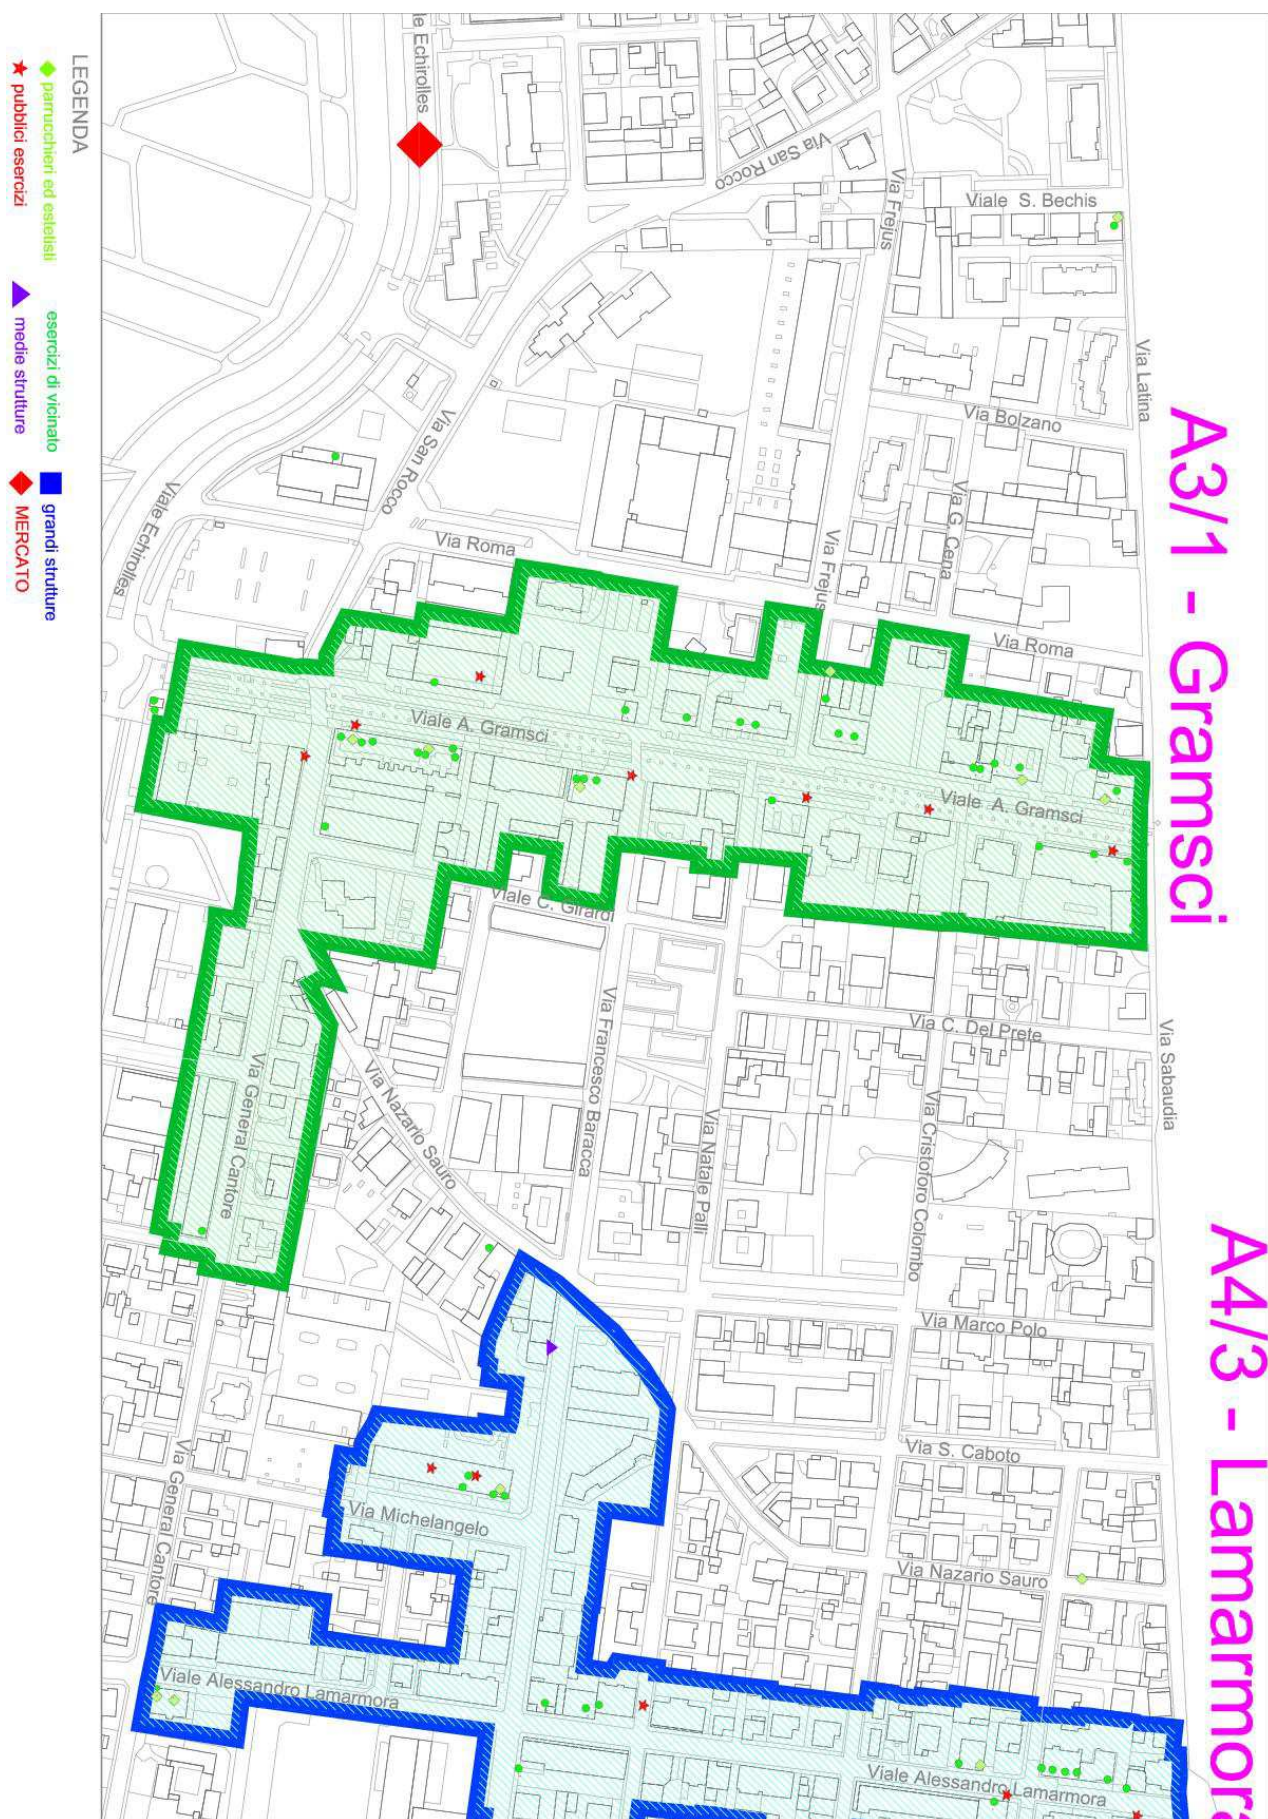 A3/1 - Gramsci
A4/3 - Lamarmora
LEGENDA
parrucchieri ed estetisti
esercizi di vicinato
grandi strutture
pubblici esercizi
medie strutture
MERCATO
le Echirolles
Via San Rocco
Via Frejus
Viale S. Bechis
Via Latina
Via Bolzano
Via San Rocco
Via G. Cena
Viale Echirolles
Via Roma
Via Frejus
Via Roma
Viale A. Gramsci
Viale A. Gramsci
Viale C. Girardi
Via Francesco Baracca
Via C. Del Prete
Via Sabaudia
Via General Cantore
Via Nazario Sauro
Via Natale Palli
Via Cristoforo Colombo
Via Marco Polo
Via S. Caboto
Via General Cantore
Via Michelangelo
Via Nazario Sauro
Viale Alessandro Lamarmora
Viale Alessandro Lamarmora